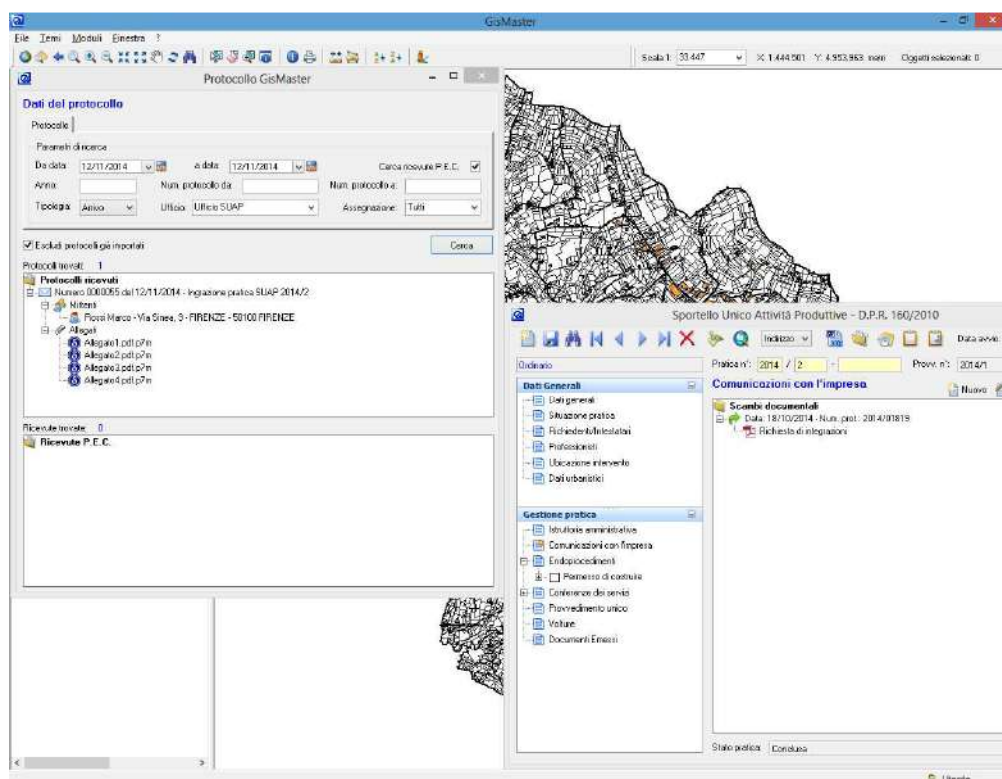 GisMaster
File Temi Moduli Finestra ?
Scala 1: 33.447 X: 1.444.501 Y: 4.953.963 metri Oggetti selezionati: 0
Protocollo GisMaster
Dati del protocollo
Protocollo
Parametri di ricerca
Da data: 12/11/2014 a data: 12/11/2014 Cerca ricevute P.E.C.
Anno: Num. protocollo da: Num. protocollo a:
Tipologia: Arrivo Ufficio: Ufficio SUAP Assegnazione: Tutti
Escludi protocolli già importati Cerca
Protocolli trovati: 1
Protocolli ricevuti
Numero 0000055 del 12/11/2014 - Ingrazione pratica SUAP 2014/2
Mittenti
Rossi Marco - Via Sinea, 9 - FIRENZE - 50100 FIRENZE
Allegati
Allegato1.pdf.p7m
Allegato2.pdf.p7m
Allegato3.pdf.p7m
Allegato4.pdf.p7m
Ricevute trovate: 0
Ricevute P.E.C.
Sportello Unico Attività Produttive - D.P.R. 160/2010
Indirizzo Data avvio
Ordinario Pratica n°: 2014 / 2 - Provv. n°: 2014/1
Dati Generali
Dati generali
Situazione pratica
Richiedenti/Intestatari
Professionisti
Ubicazione intervento
Dati urbanistici
Gestione pratica
Istruttoria amministrativa
Comunicazioni con l'impresa
Endoprocedimenti
Permesso di costruire
Conferenze dei servizi
Provvedimento unico
Volture
Documenti Emessi
Comunicazioni con l'impresa Nuovo
Scambi documentali
Data: 18/10/2014 - Num. prot.: 2014/01819
Richiesta di integrazioni
Stato pratica: Conclusa
Utente